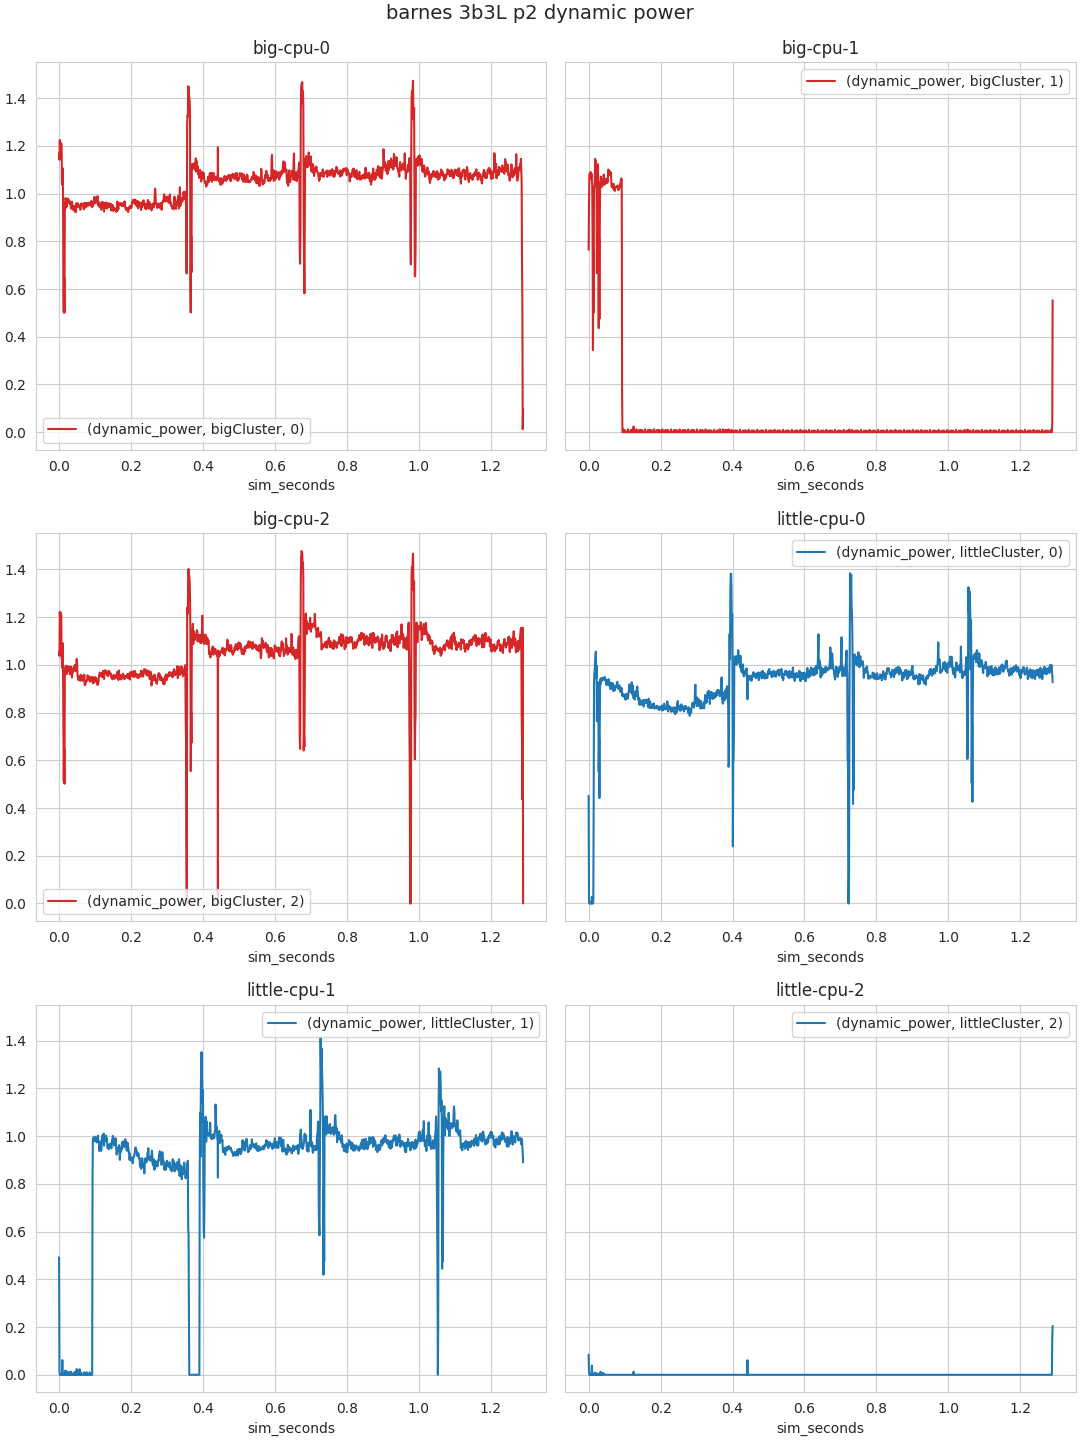 barnes 3b3L p2 dynamic power
big-cpu-0
1.4
1.2
1.0
0.8
0.6
0.4
0.2
0.0
(dynamic_power, bigCluster, 0)
0.0 0.2 0.4 0.6 0.8 1.0 1.2
sim_seconds
big-cpu-1
(dynamic_power, bigCluster, 1)
0.0 0.2 0.4 0.6 0.8 1.0 1.2
sim_seconds
big-cpu-2
1.4
1.2
1.0
0.8
0.6
0.4
0.2
0.0
(dynamic_power, bigCluster, 2)
0.0 0.2 0.4 0.6 0.8 1.0 1.2
sim_seconds
little-cpu-0
(dynamic_power, littleCluster, 0)
0.0 0.2 0.4 0.6 0.8 1.0 1.2
sim_seconds
little-cpu-1
(dynamic_power, littleCluster, 1)
1.4
1.2
1.0
0.8
0.6
0.4
0.2
0.0
0.0 0.2 0.4 0.6 0.8 1.0 1.2
sim_seconds
little-cpu-2
(dynamic_power, littleCluster, 2)
0.0 0.2 0.4 0.6 0.8 1.0 1.2
sim_seconds